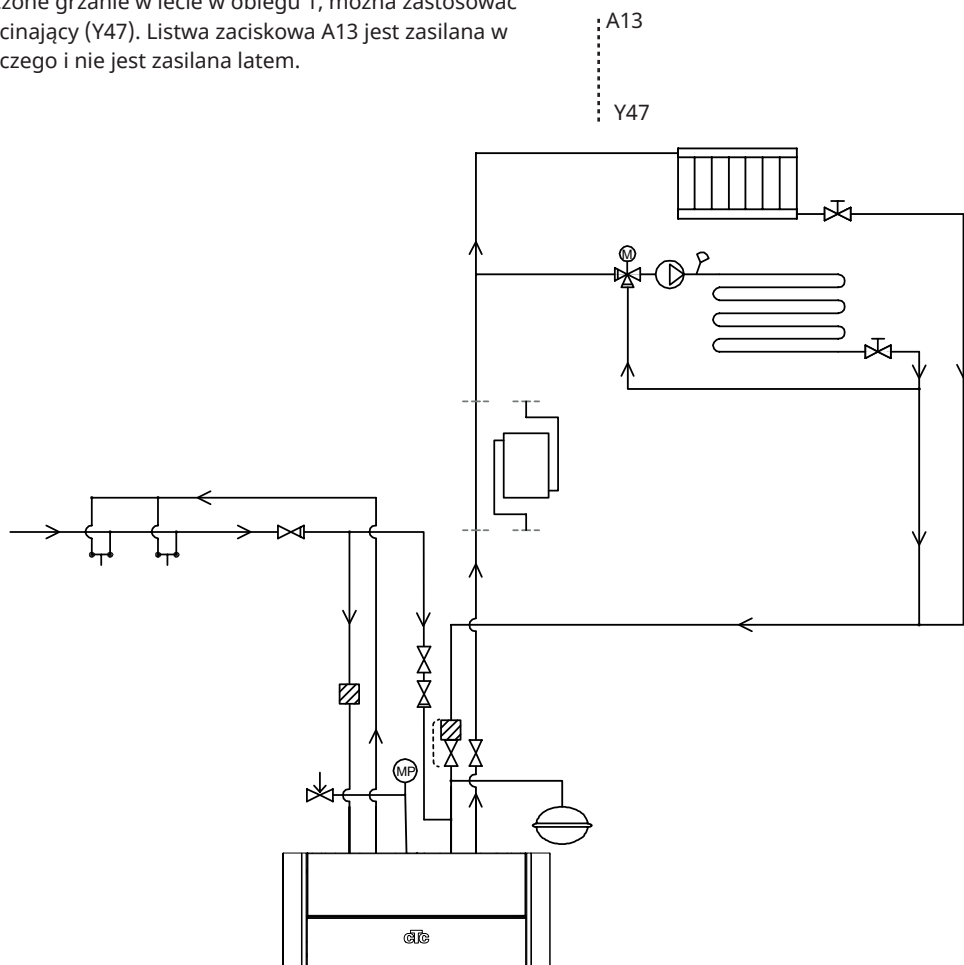 zone grzanie w lecie w obiegu 1, można zastosować
cinający (Y47). Listwa zaciskowa A13 jest zasilana w
czego i nie jest zasilana latem.
A13
Y47
M
MP
CTC